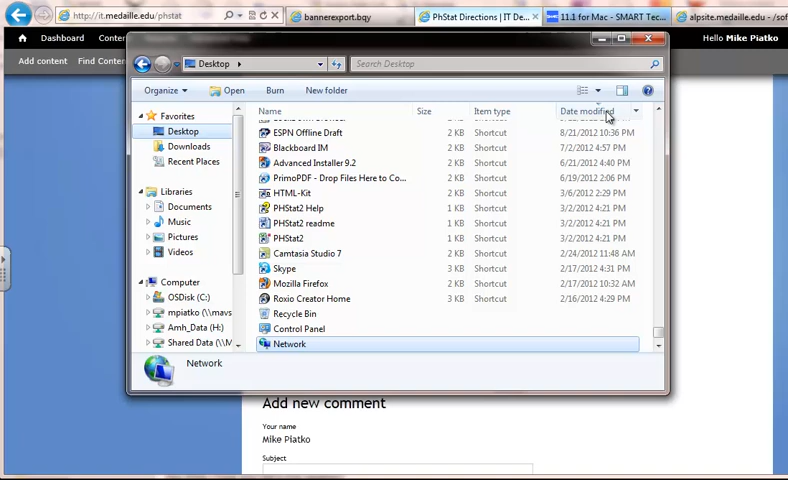 http://it.medaille.edu/phstat
bannerexport.bqy
PhStat Directions | IT De...
11.1 for Mac - SMART Tec...
alpsite.medaille.edu - /sof
Dashboard
Hello Mike Piatko
Add content
Desktop
Search Desktop
Organize
Open
Burn
New folder
Name Size Item type Date modified
Favorites
Desktop
Downloads
Recent Places
Libraries
Documents
Music
Pictures
Videos
Computer
OSDisk (C:)
mpiatko (\\mavs
Amh_Data (H:)
Shared Data (\\M
ESPN Offline Draft 2 KB Shortcut 8/21/2012 10:36 PM
Blackboard IM 2 KB Shortcut 7/2/2012 4:57 PM
Advanced Installer 9.2 2 KB Shortcut 6/21/2012 4:40 PM
PrimoPDF - Drop Files Here to Co... 2 KB Shortcut 6/19/2012 2:06 PM
HTML-Kit 2 KB Shortcut 3/6/2012 2:29 PM
PHStat2 Help 1 KB Shortcut 3/2/2012 4:21 PM
PHStat2 readme 1 KB Shortcut 3/2/2012 4:21 PM
PHStat2 1 KB Shortcut 3/2/2012 4:21 PM
Camtasia Studio 7 2 KB Shortcut 2/24/2012 11:48 AM
Skype 3 KB Shortcut 2/17/2012 4:31 PM
Mozilla Firefox 2 KB Shortcut 2/17/2012 10:32 AM
Roxio Creator Home 3 KB Shortcut 2/16/2012 4:29 PM
Recycle Bin
Control Panel
Network
Network
Add new comment
Your name
Mike Piatko
Subject